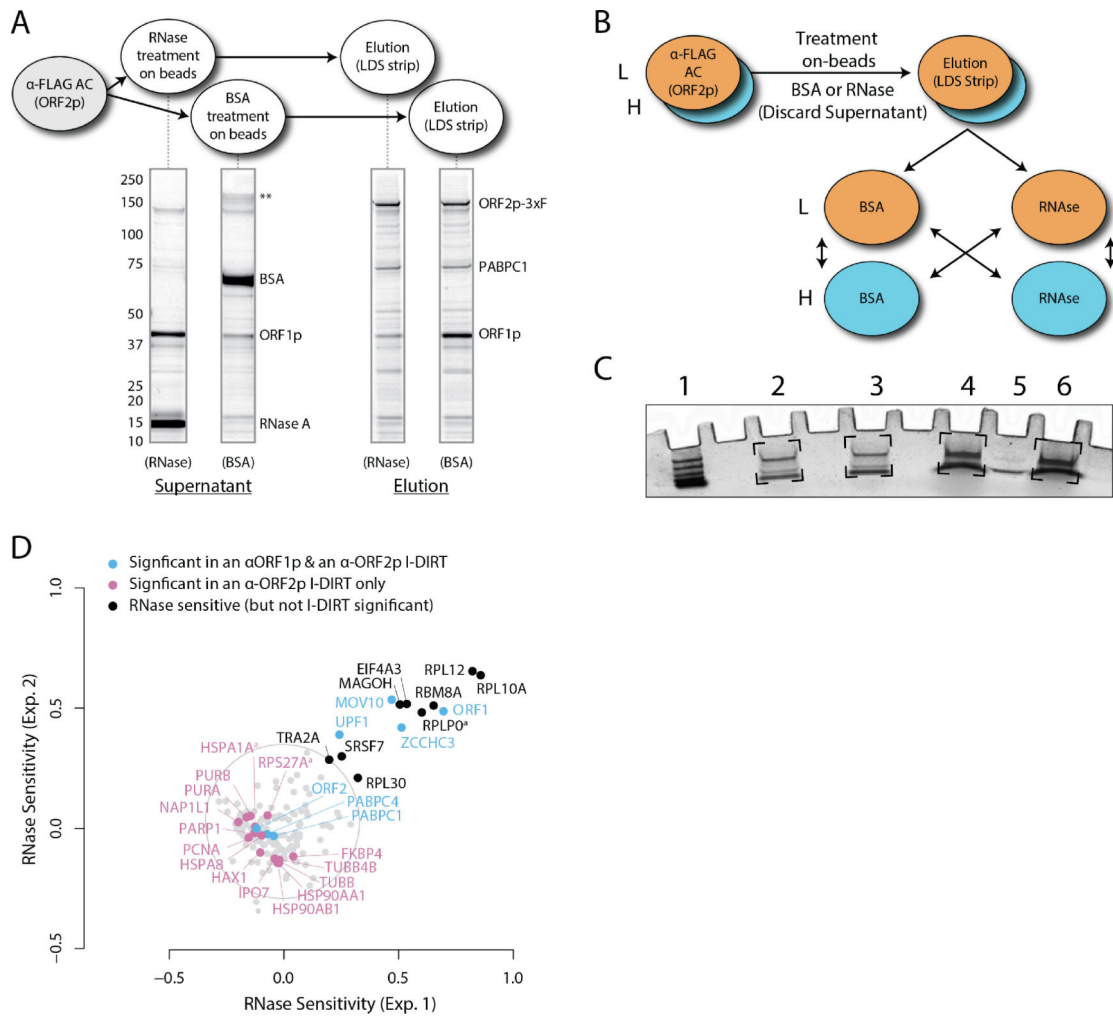 A
α-FLAG AC
(ORF2p)
RNase
treatment
on beads
BSA
treatment
on beads
Elution
(LDS strip)
Elution
(LDS strip)
250
150
100
75
50
37
25
20
15
10
**
BSA
ORF1p
RNase A
ORF2p-3xF
PABPC1
ORF1p
(RNase)
(BSA)
(RNase)
(BSA)
Supernatant
Elution
B
L
H
α-FLAG
AC
(ORF2p)
Treatment
on-beads
BSA or RNase
(Discard Supernatant)
Elution
(LDS Strip)
L
BSA
RNAse
H
BSA
RNAse
C
1 2 3 4 5 6
D
Signficant in an αORF1p & an α-ORF2p I-DIRT
Signficant in an α-ORF2p I-DIRT only
RNase sensitive (but not I-DIRT significant)
RNase Sensitivity (Exp. 2)
1.0
0.5
0.0
−0.5
EIF4A3
MAGOH
MOV10
UPF1
RPL12
RPL10A
RBM8A
ORF1
RPLP0ª
ZCCHC3
TRA2A
SRSF7
RPL30
HSPA1Aª
RPS27Aª
PURB
PURA
NAP1L1
PARP1
PCNA
HSPA8
HAX1
IPO7
ORF2
PABPC4
PABPC1
FKBP4
TUBB4B
TUBB
HSP90AA1
HSP90AB1
−0.5
0.0
0.5
1.0
RNase Sensitivity (Exp. 1)